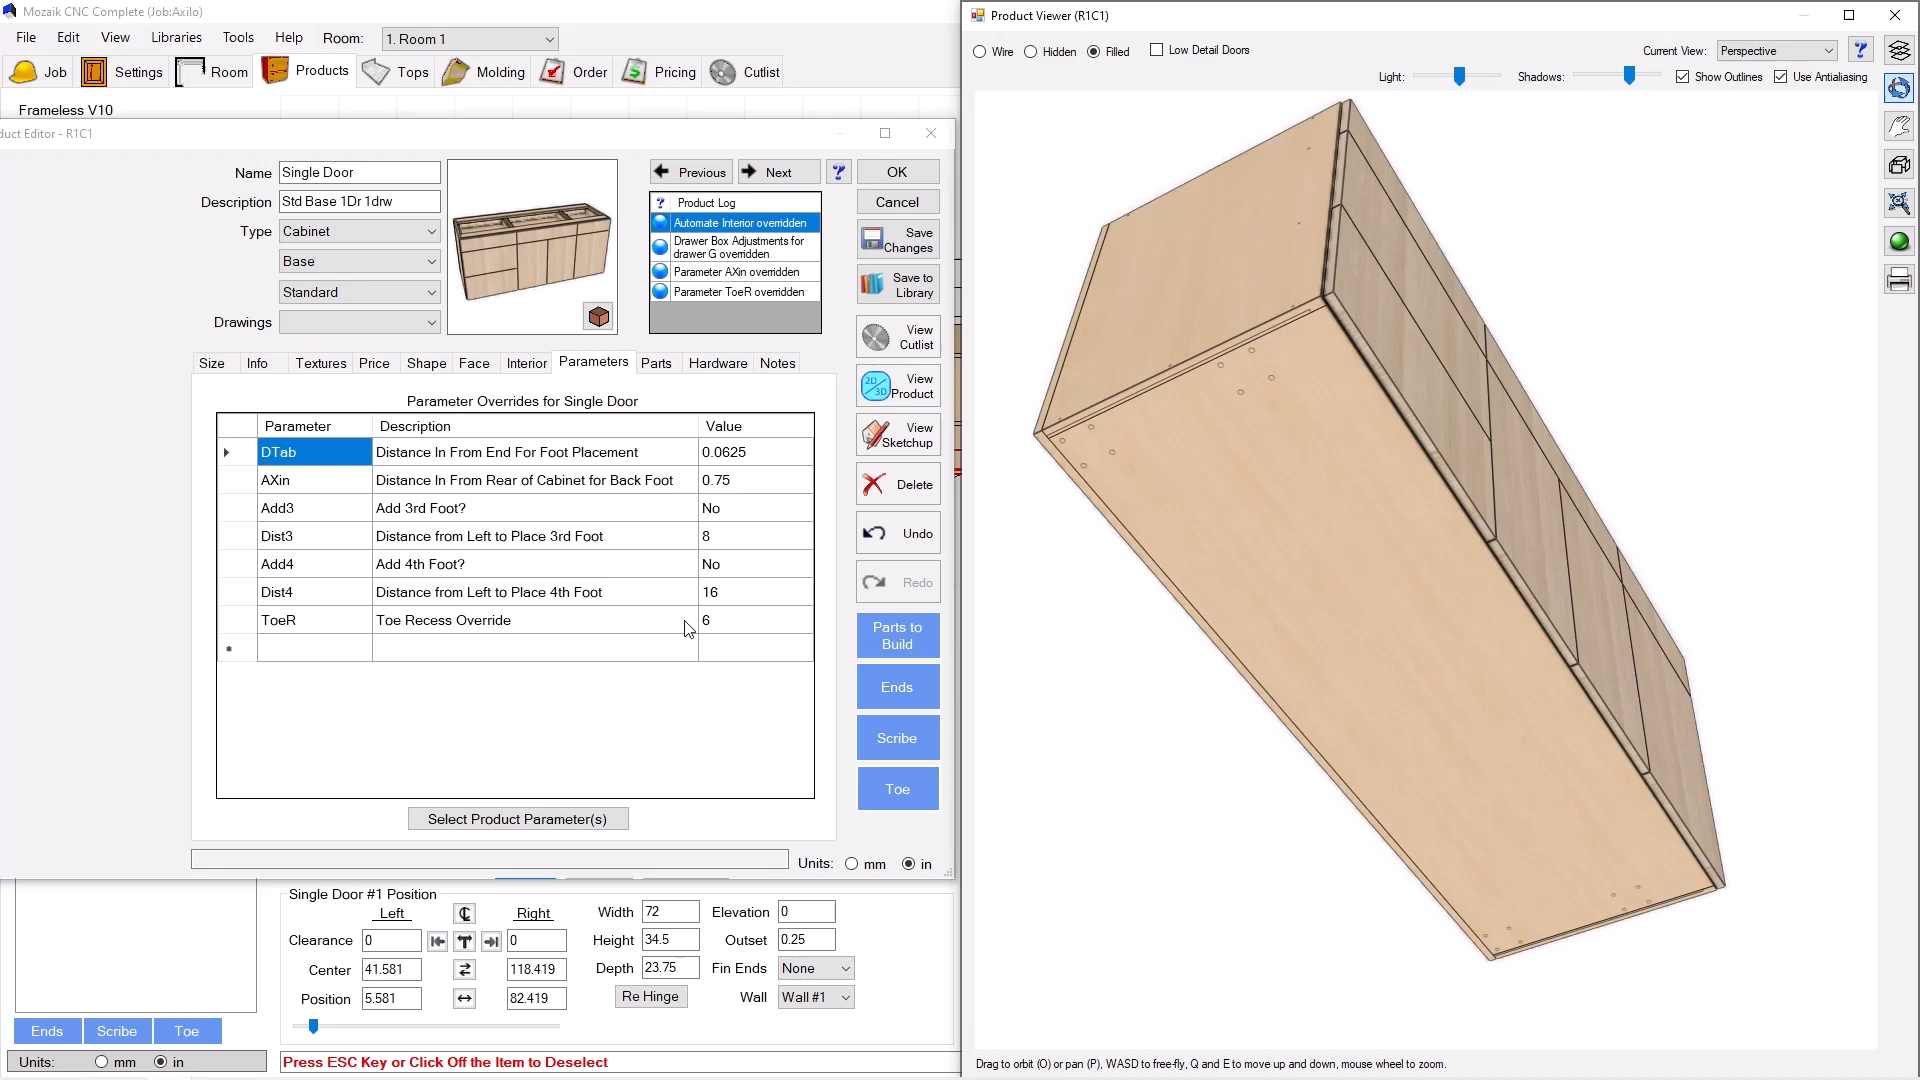 Mozaik CNC Complete (Job:Axilo)
File Edit View Libraries Tools Help Room: 1. Room 1
Job Settings Room Products Tops Molding Order Pricing Cutlist
Frameless V10
duct Editor - R1C1
Name Single Door
Description Std Base 1Dr 1drw
Type Cabinet
Base
Standard
Drawings
Previous Next ? OK
? Product Log
Automate Interior overridden
Drawer Box Adjustments for
drawer G overridden
Parameter AXin overridden
Parameter ToeR overridden
Cancel
Save
Changes
Save to
Library
View
Cutlist
2D/3D View
Product
View
Sketchup
Delete
Undo
Redo
Parts to
Build
Ends
Scribe
Toe
Size Info Textures Price Shape Face Interior Parameters Parts Hardware Notes
Parameter Overrides for Single Door
Parameter Description Value
DTab Distance In From End For Foot Placement 0.0625
AXin Distance In From Rear of Cabinet for Back Foot 0.75
Add3 Add 3rd Foot? No
Dist3 Distance from Left to Place 3rd Foot 8
Add4 Add 4th Foot? No
Dist4 Distance from Left to Place 4th Foot 16
ToeR Toe Recess Override 6
*
Select Product Parameter(s)
Units: mm in
Single Door #1 Position
Left Right Width 72 Elevation 0
Clearance 0 0 Height 34.5 Outset 0.25
Center 41.581 118.419 Depth 23.75 Fin Ends None
Position 5.581 82.419 Re Hinge Wall Wall #1
Ends Scribe Toe
Units: mm in
Press ESC Key or Click Off the Item to Deselect
Product Viewer (R1C1)
Wire Hidden Filled Low Detail Doors Current View: Perspective ?
Light: Shadows: Show Outlines Use Antialiasing
Drag to orbit (O) or pan (P), WASD to free-fly, Q and E to move up and down, mouse wheel to zoom.